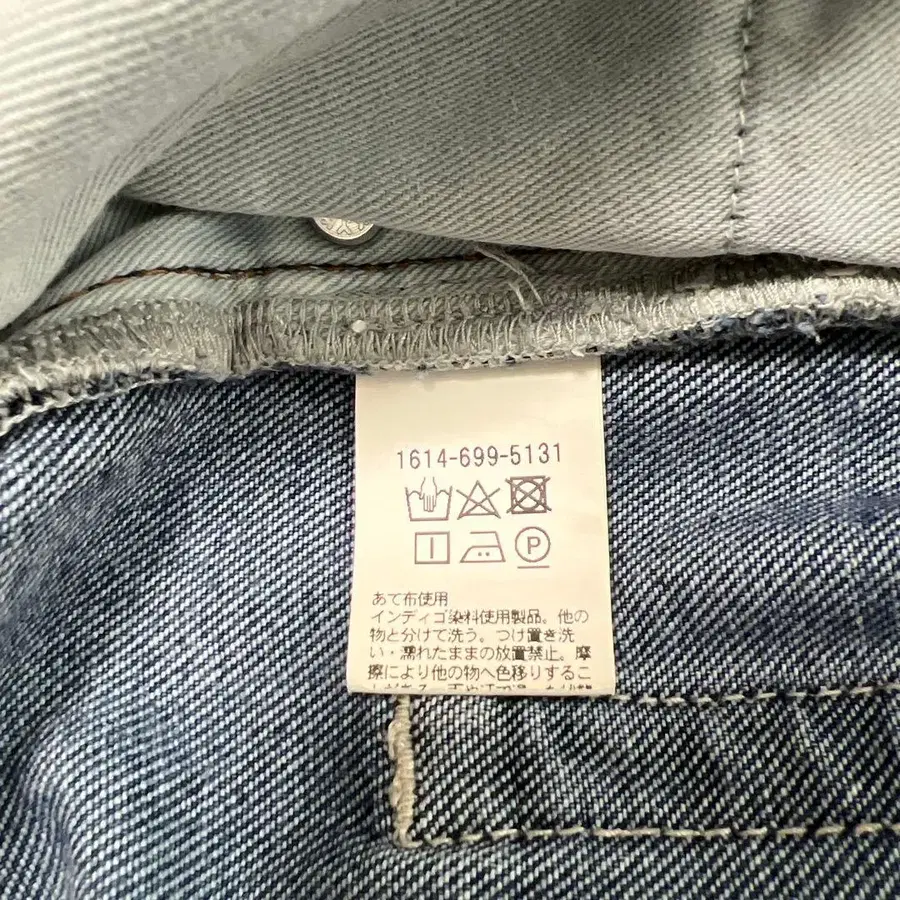 1614-699-5131
P
あて布使用
インディゴ染料使用製品。他の
物と分けて洗う。つけ置き洗
い・濡れたままの放置禁止。摩
擦により他の物へ色移りするこ